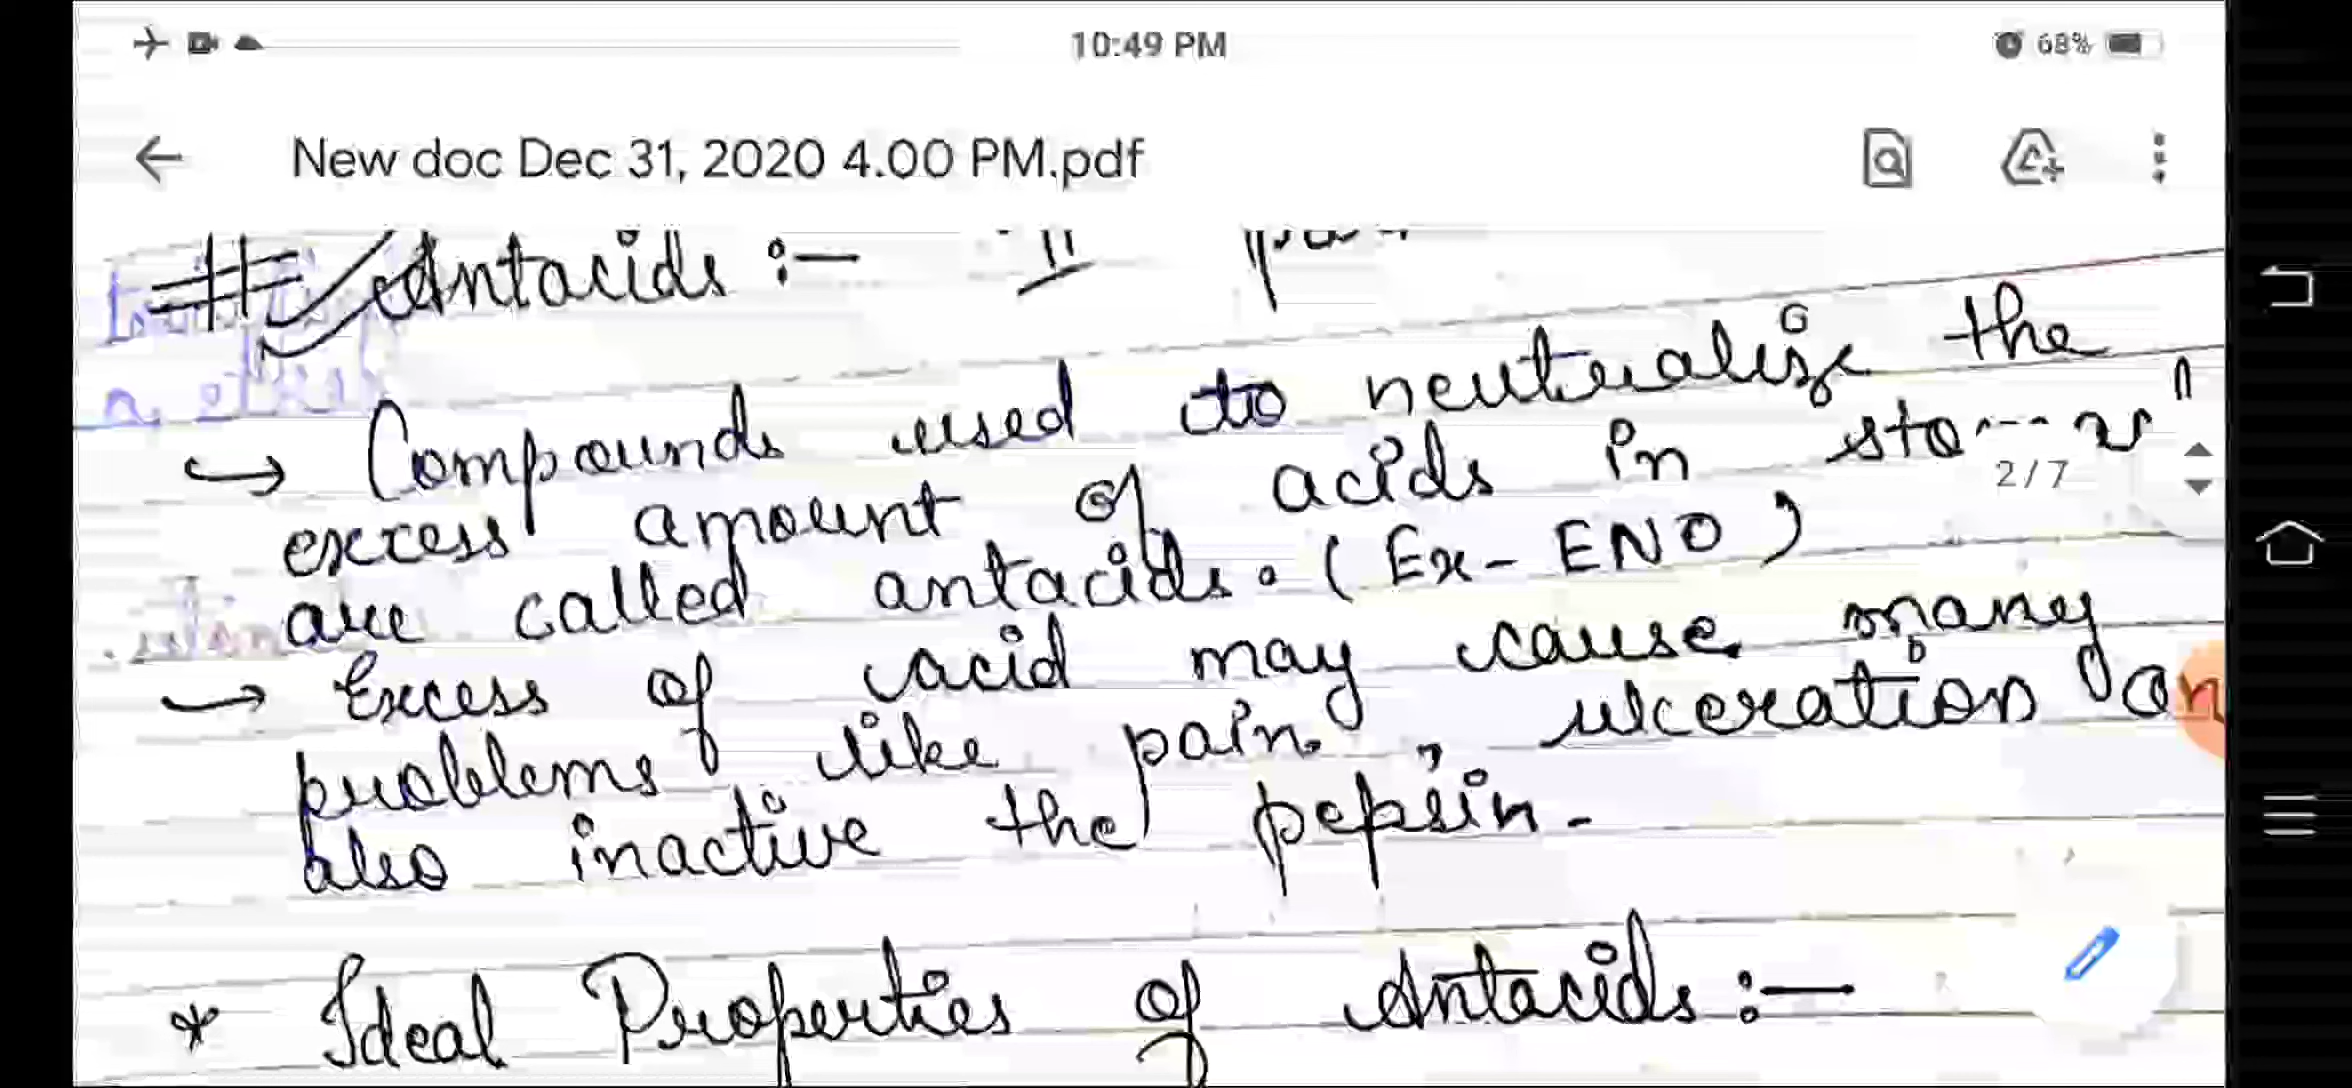 10:49 PM
68%
New doc Dec 31, 2020 4.00 PM.pdf
# Antacids :- II
→ Compounds used to neutralize the
excess amount of acids in
2/7
are called antacids. (Ex- ENO)
→ Excess of acid may cause many
problems like pain, ulceration
also inactive the pepsin.
* Ideal Properties of Antacids :-